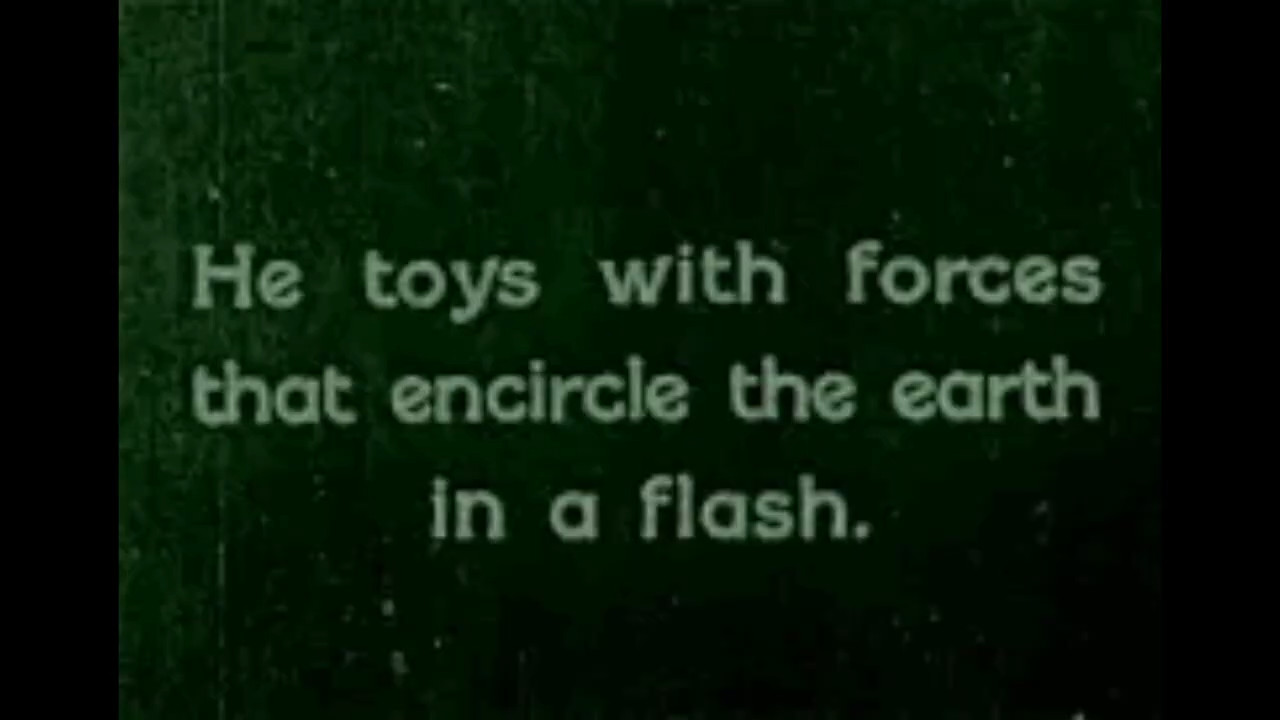 He toys with forces
that encircle the earth
in a flash.